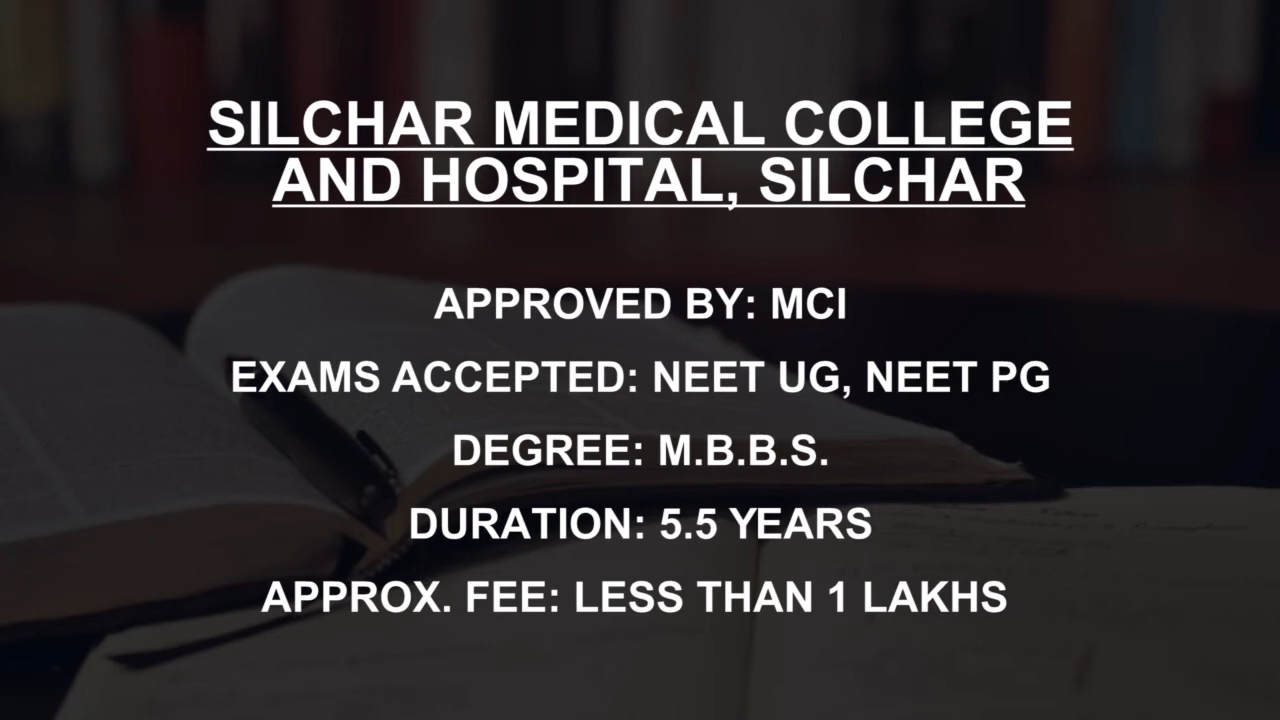 SILCHAR MEDICAL COLLEGE
AND HOSPITAL, SILCHAR
APPROVED BY: MCI
EXAMS ACCEPTED: NEET UG, NEET PG
DEGREE: M.B.B.S.
DURATION: 5.5 YEARS
APPROX. FEE: LESS THAN 1 LAKHS